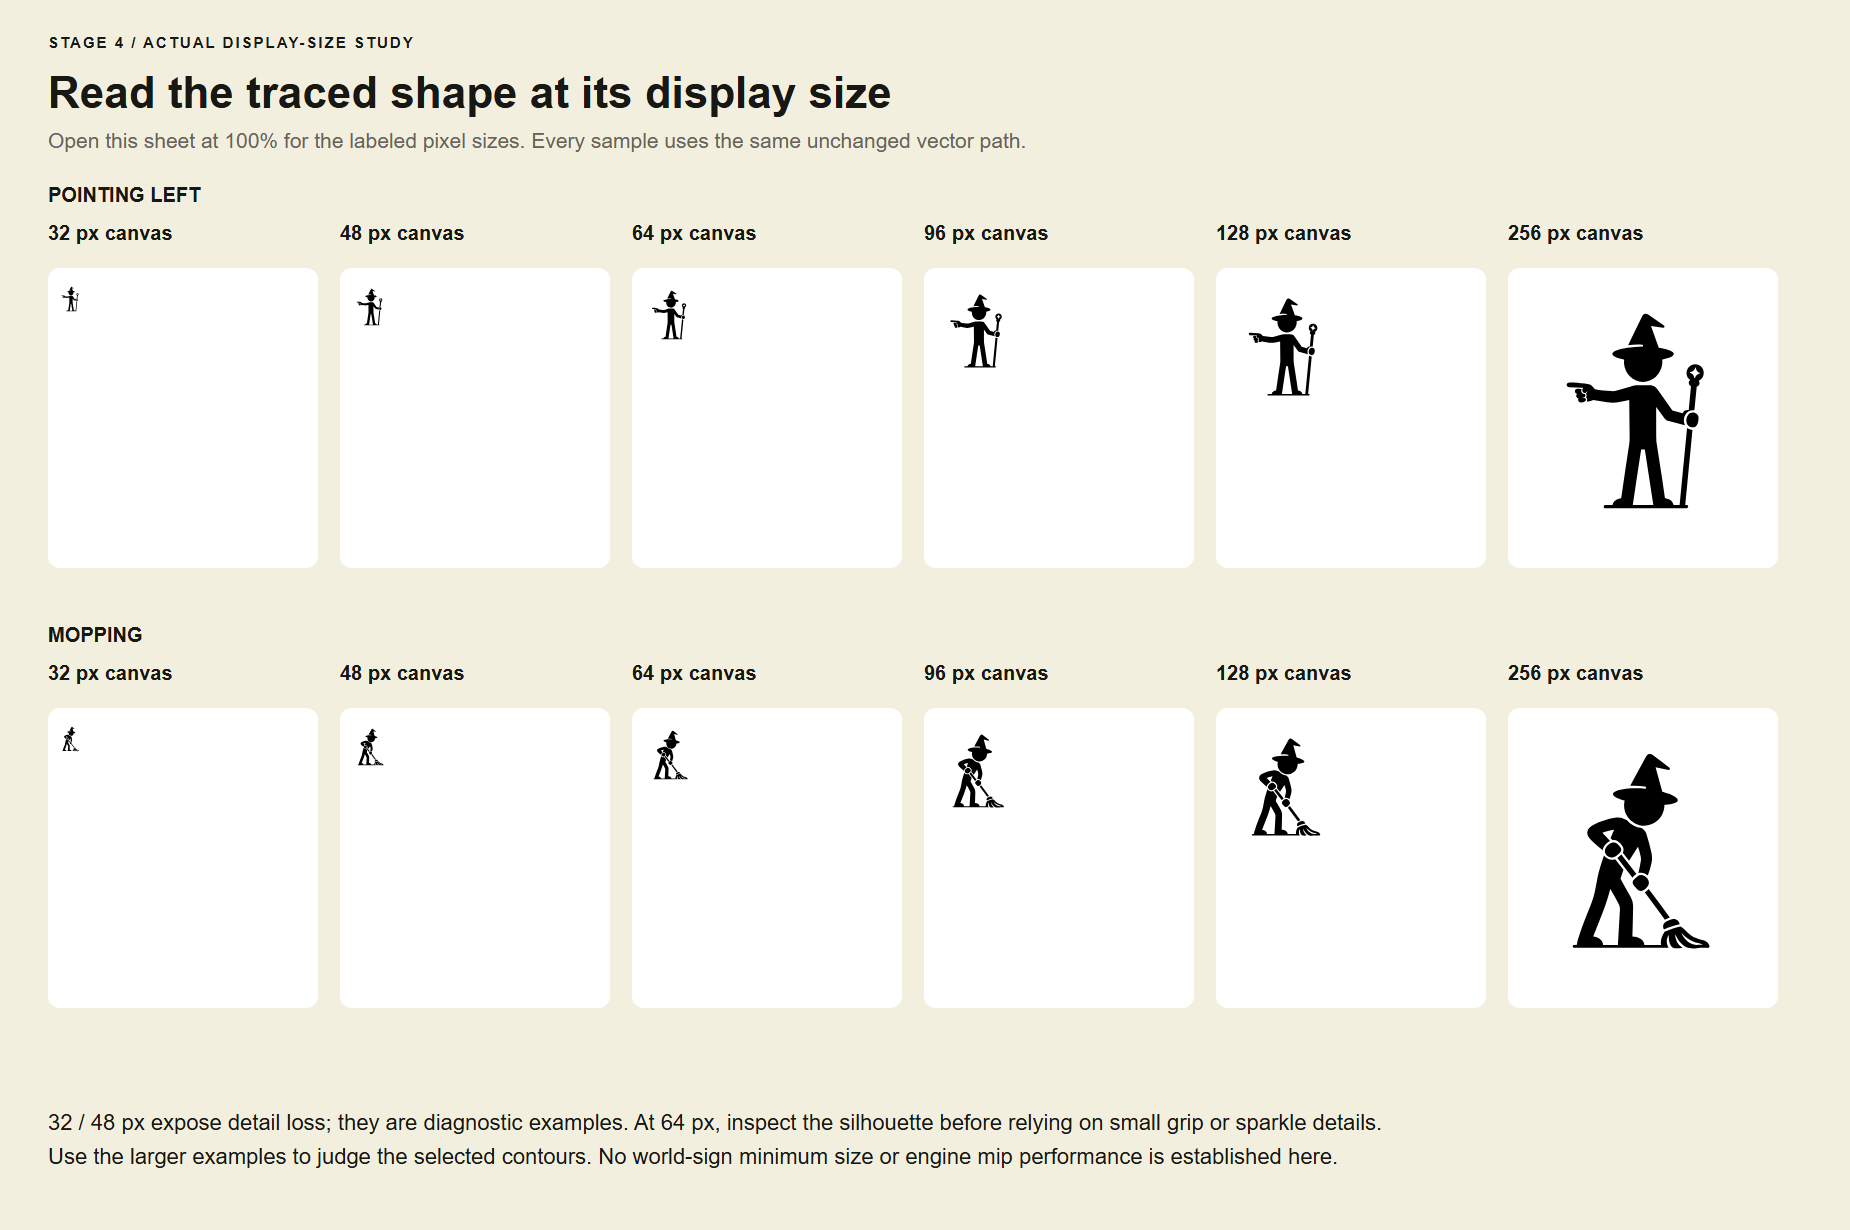 STAGE 4 / ACTUAL DISPLAY-SIZE STUDY
Read the traced shape at its display size
Open this sheet at 100% for the labeled pixel sizes. Every sample uses the same unchanged vector path.
POINTING LEFT
32 px canvas
48 px canvas
64 px canvas
96 px canvas
128 px canvas
256 px canvas
MOPPING
32 px canvas
48 px canvas
64 px canvas
96 px canvas
128 px canvas
256 px canvas
32 / 48 px expose detail loss; they are diagnostic examples. At 64 px, inspect the silhouette before relying on small grip or sparkle details.
Use the larger examples to judge the selected contours. No world-sign minimum size or engine mip performance is established here.